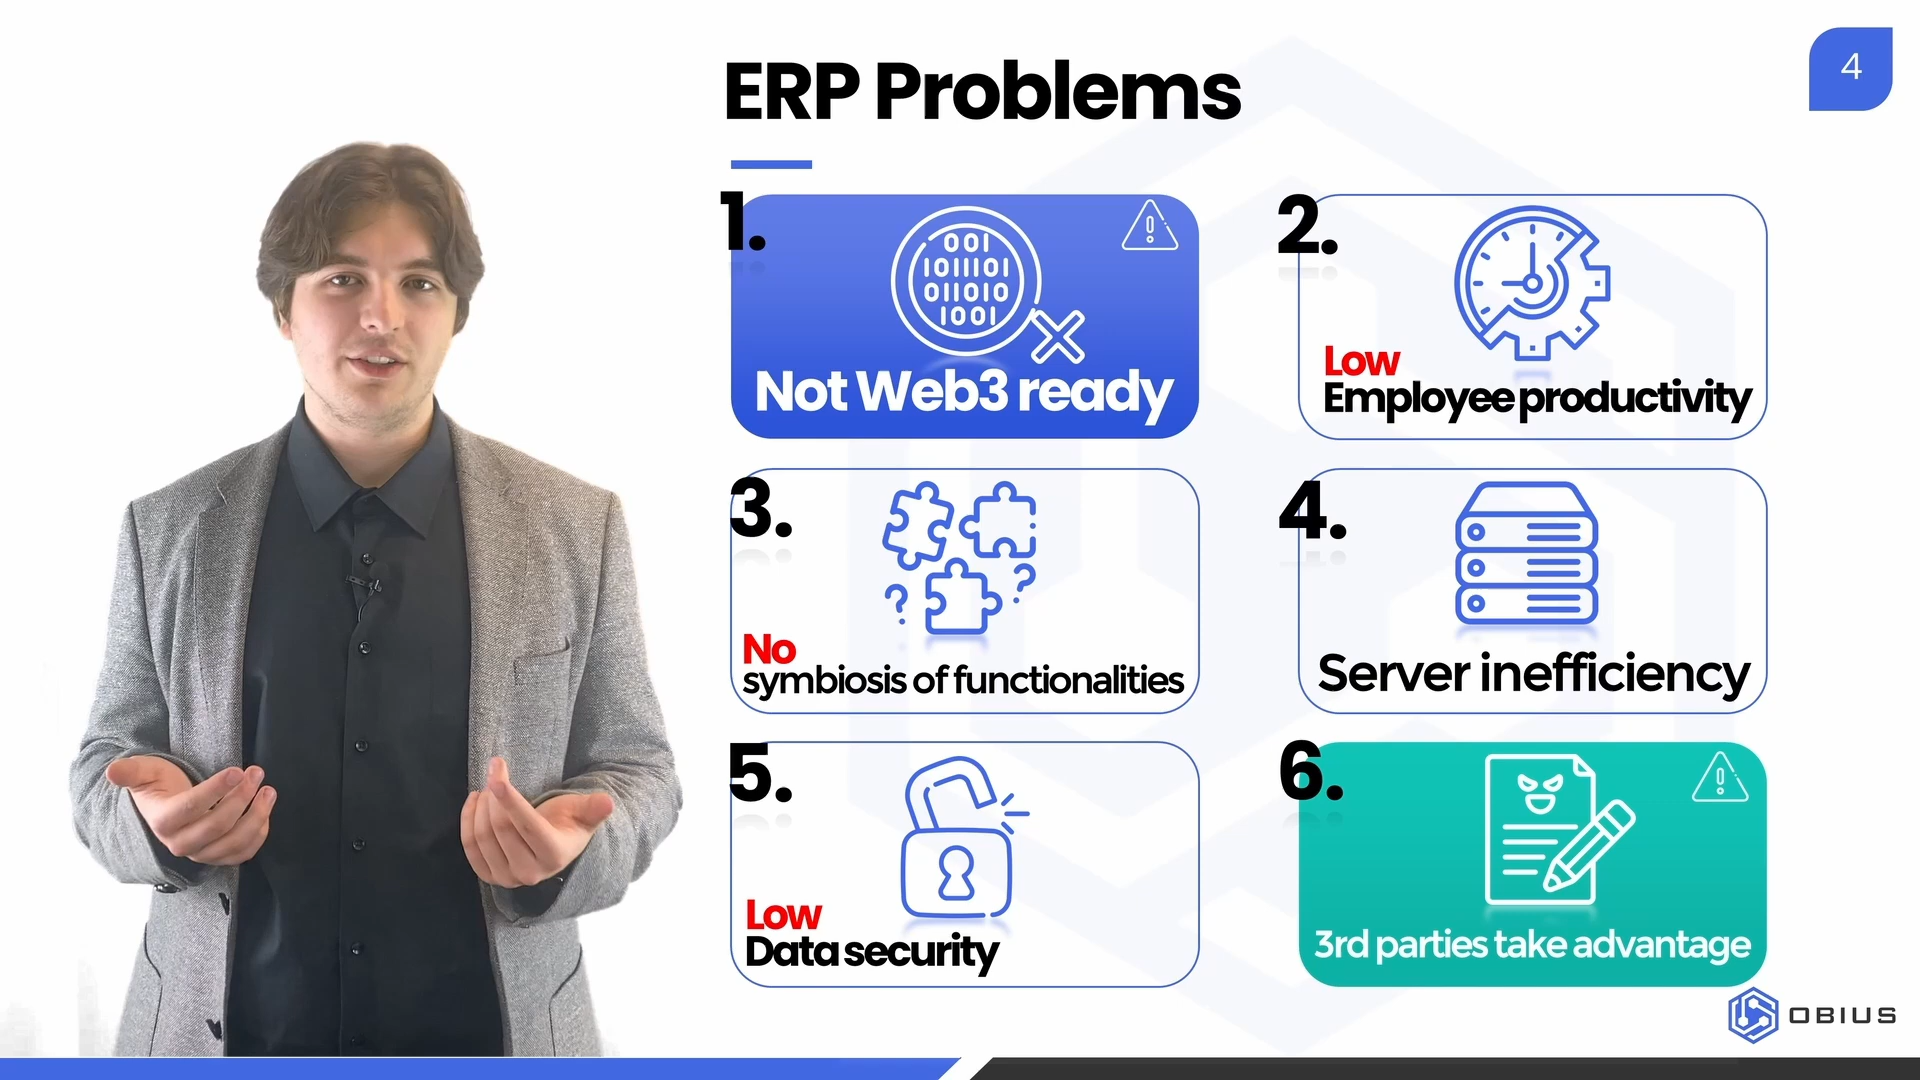 ERP Problems
4
1.
001
1011101
011010
1001
Not Web3 ready
2.
Low
Employee productivity
3.
? ?
No
symbiosis of functionalities
4.
Server inefficiency
5.
Low
Data security
6.
3rd parties take advantage
OBIUS